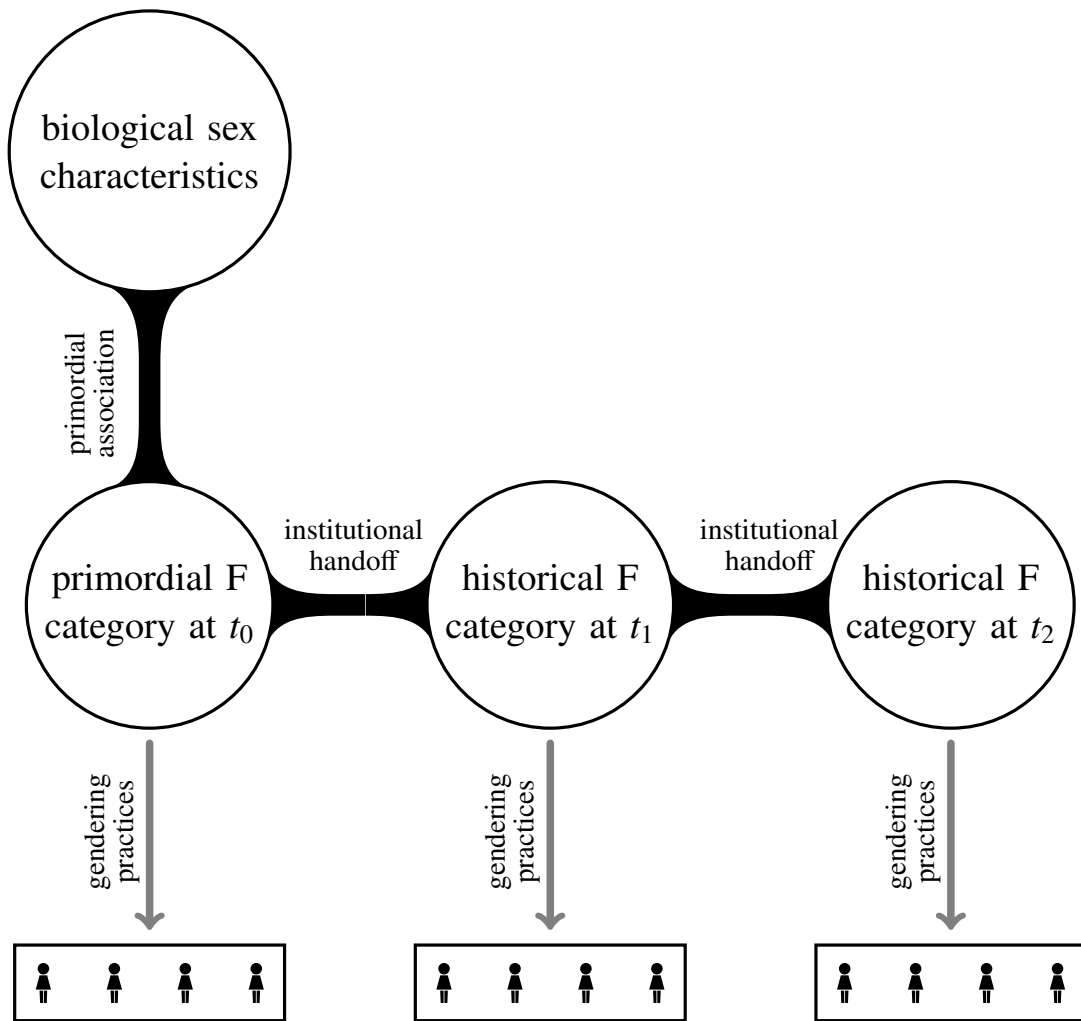 biological sex
characteristics
primordial
association
institutional
handoff
institutional
handoff
primordial F
category at t₀
historical F
category at t₁
historical F
category at t₂
gendering
practices
gendering
practices
gendering
practices